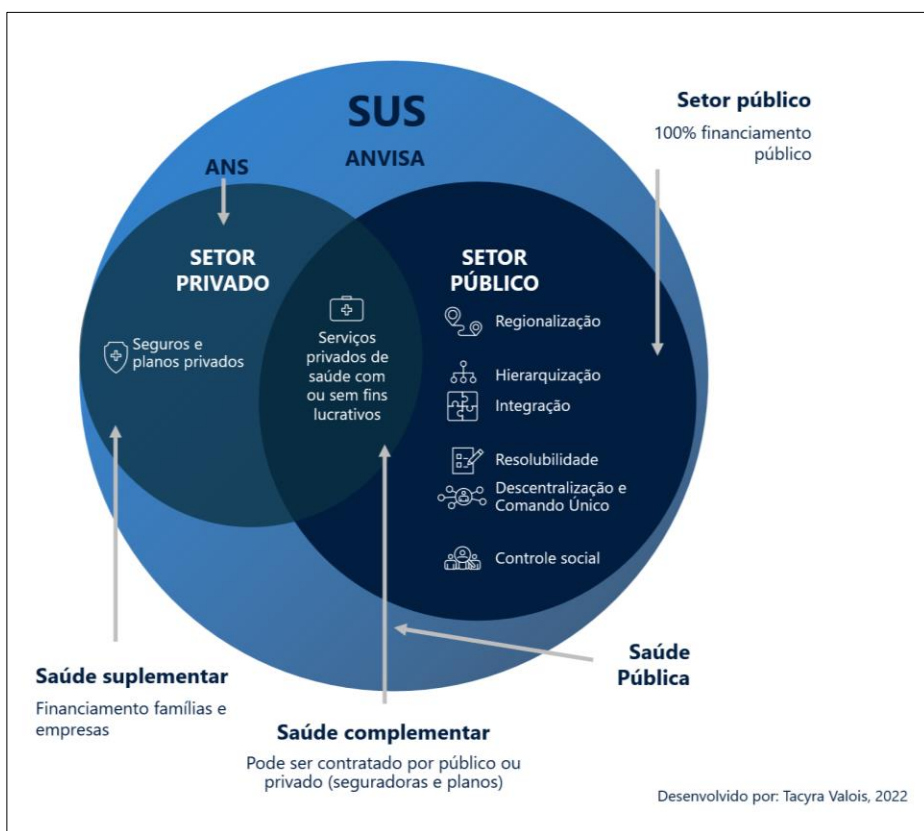 SUS
ANVISA
ANS
Setor público
100% financiamento
público
SETOR
PRIVADO
Seguros e
planos privados
Serviços
privados de
saúde com
ou sem fins
lucrativos
SETOR
PÚBLICO
Regionalização
Hierarquização
Integração
Resolubilidade
Descentralização e
Comando Único
Controle social
Saúde
Pública
Saúde suplementar
Financiamento famílias e
empresas
Saúde complementar
Pode ser contratado por público ou
privado (seguradoras e planos)
Desenvolvido por: Tacyra Valois, 2022